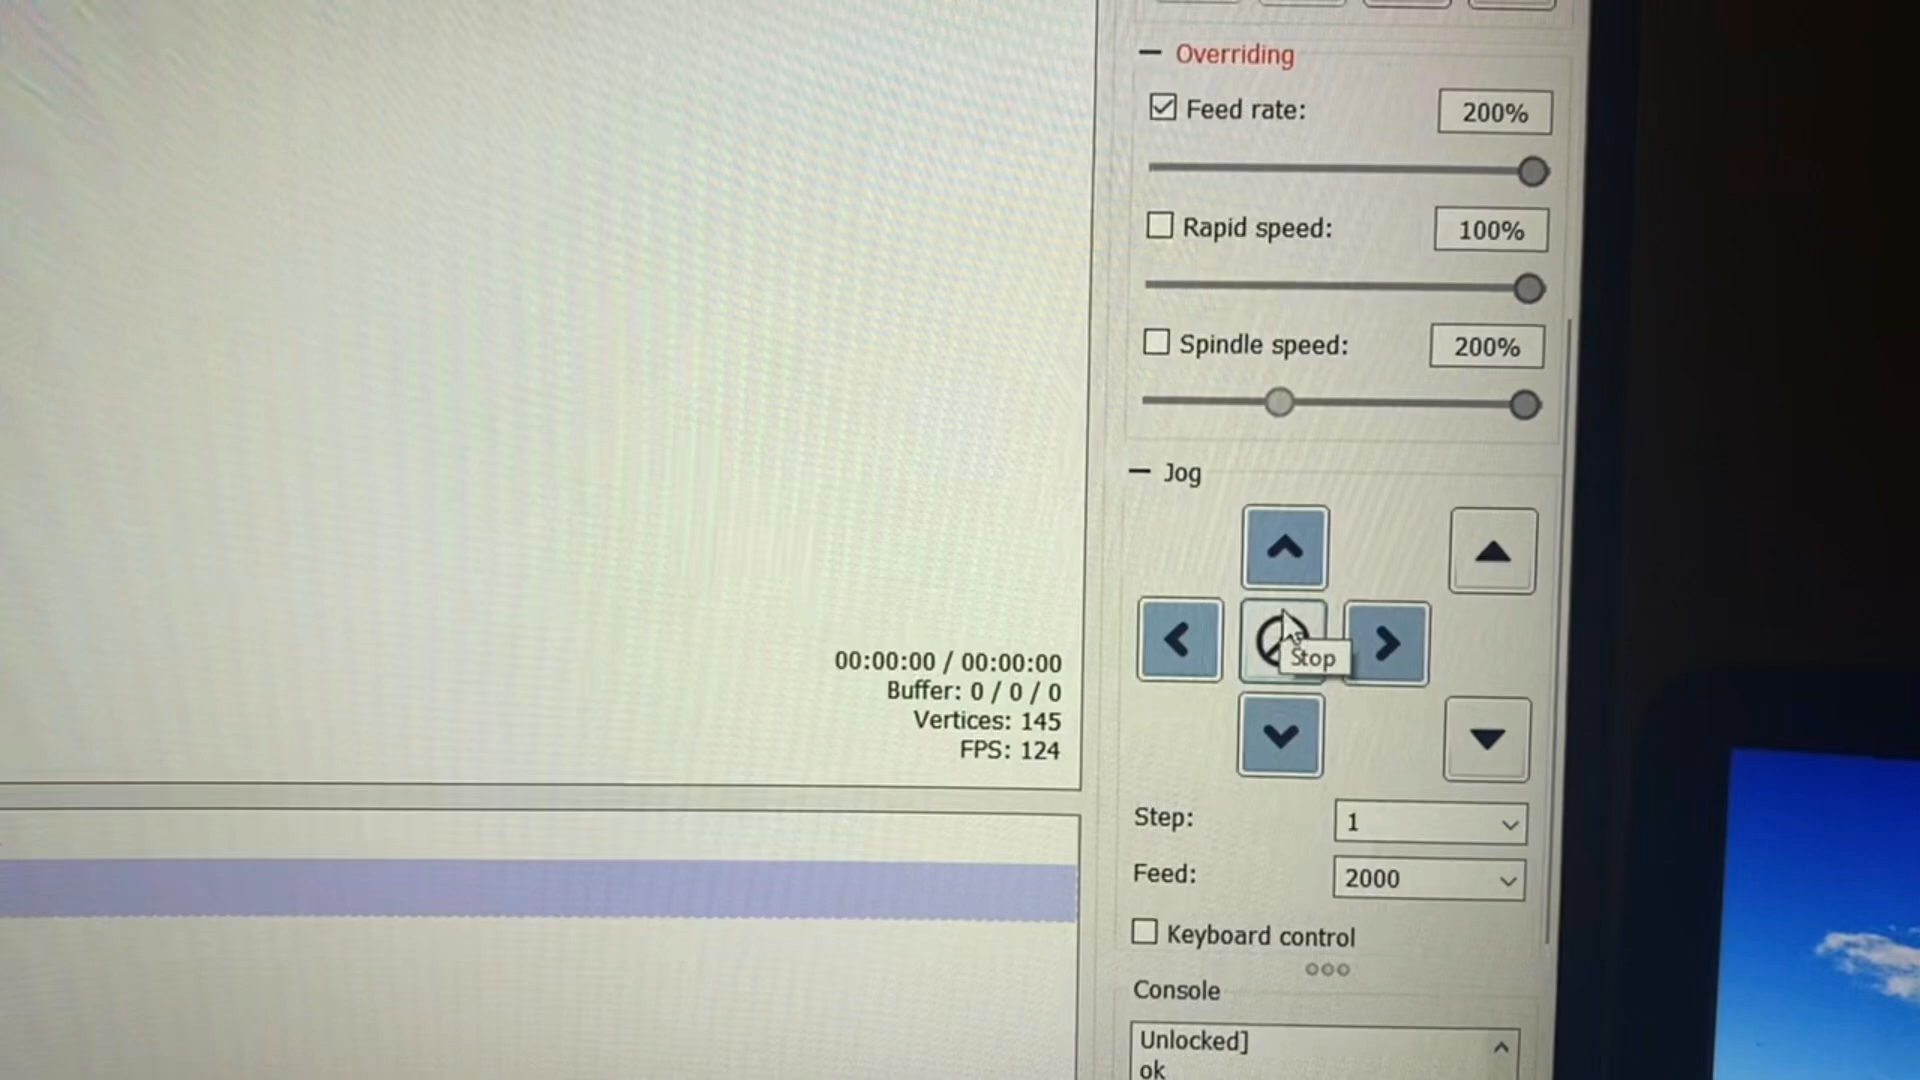 Overriding
Feed rate: 200%
Rapid speed: 100%
Spindle speed: 200%
Jog
Stop
00:00:00 / 00:00:00
Buffer: 0 / 0 / 0
Vertices: 145
FPS: 124
Step: 1
Feed: 2000
Keyboard control
Console
Unlocked]
ok